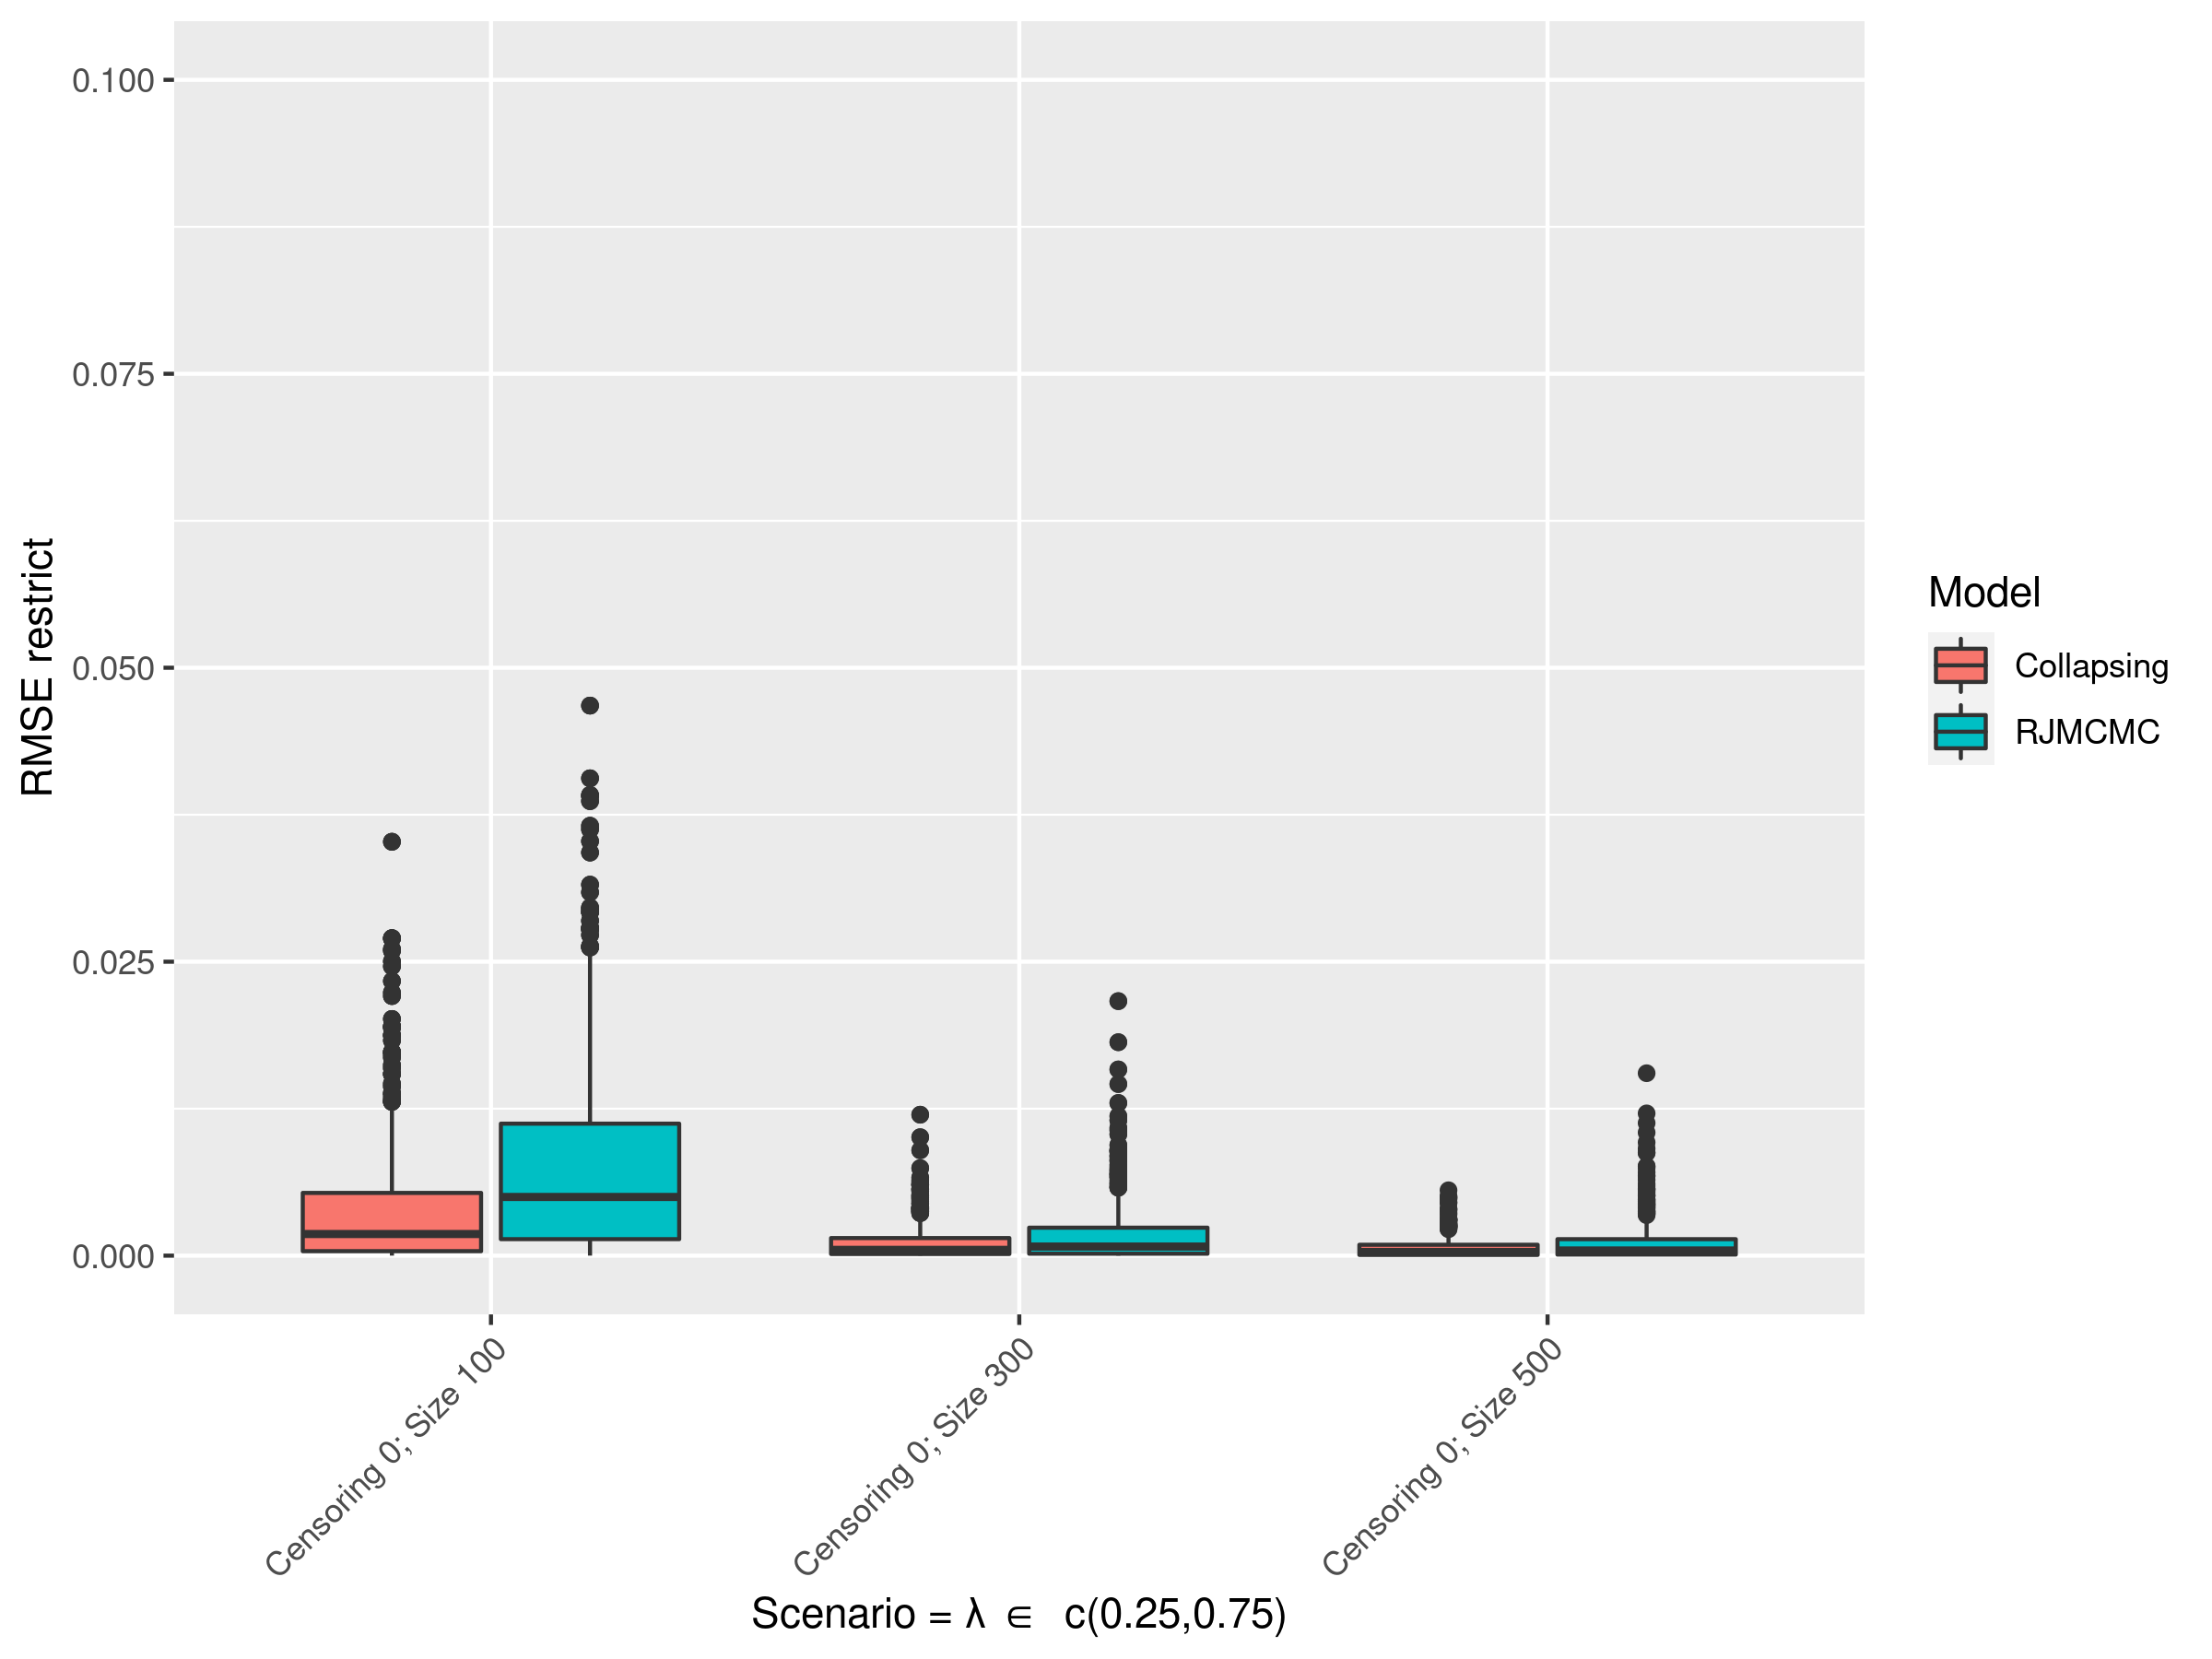 RMSE restrict
0.100
0.075
0.050
0.025
0.000
Censoring 0; Size 100
Censoring 0; Size 300
Censoring 0; Size 500
Scenario = λ ∈ c(0.25,0.75)
Model
Collapsing
RJMCMC